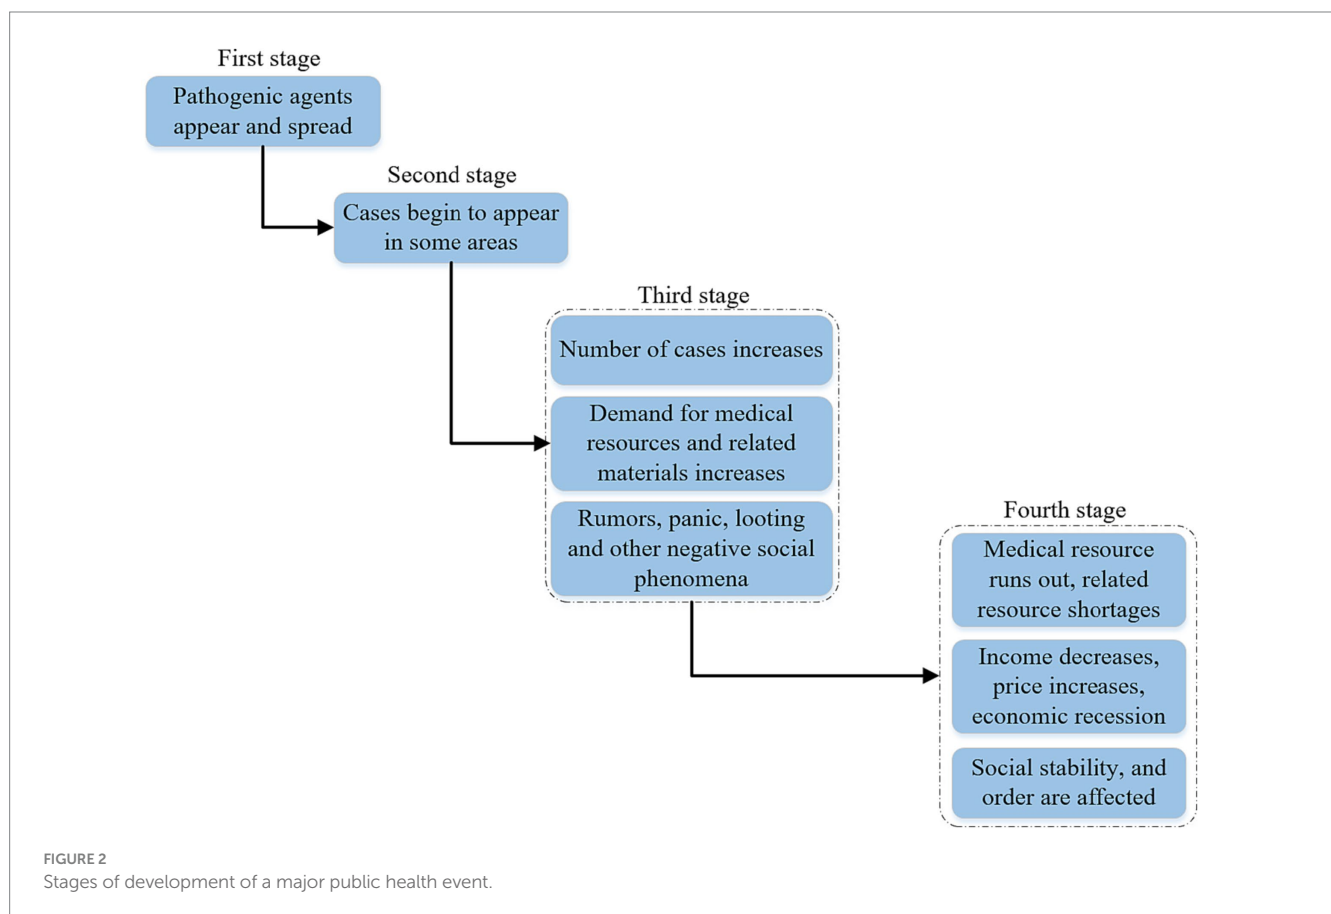 First stage
Pathogenic agents
appear and spread
Second stage
Cases begin to appear
in some areas
Third stage
Number of cases increases
Demand for medical
resources and related
materials increases
Rumors, panic, looting
and other negative social
phenomena
Fourth stage
Medical resource
runs out, related
resource shortages
Income decreases,
price increases,
economic recession
Social stability, and
order are affected
FIGURE 2
Stages of development of a major public health event.